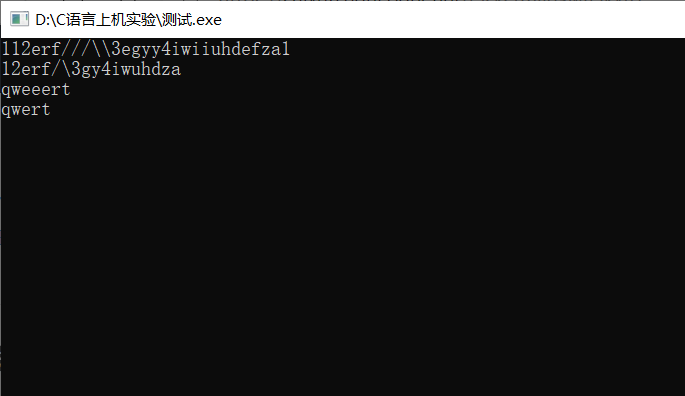 D:\C语言上机实验\测试.exe
112erf///\\3egyy4iwiiuhdefza1
12erf/\3gy4iwuhdza
qweeert
qwert